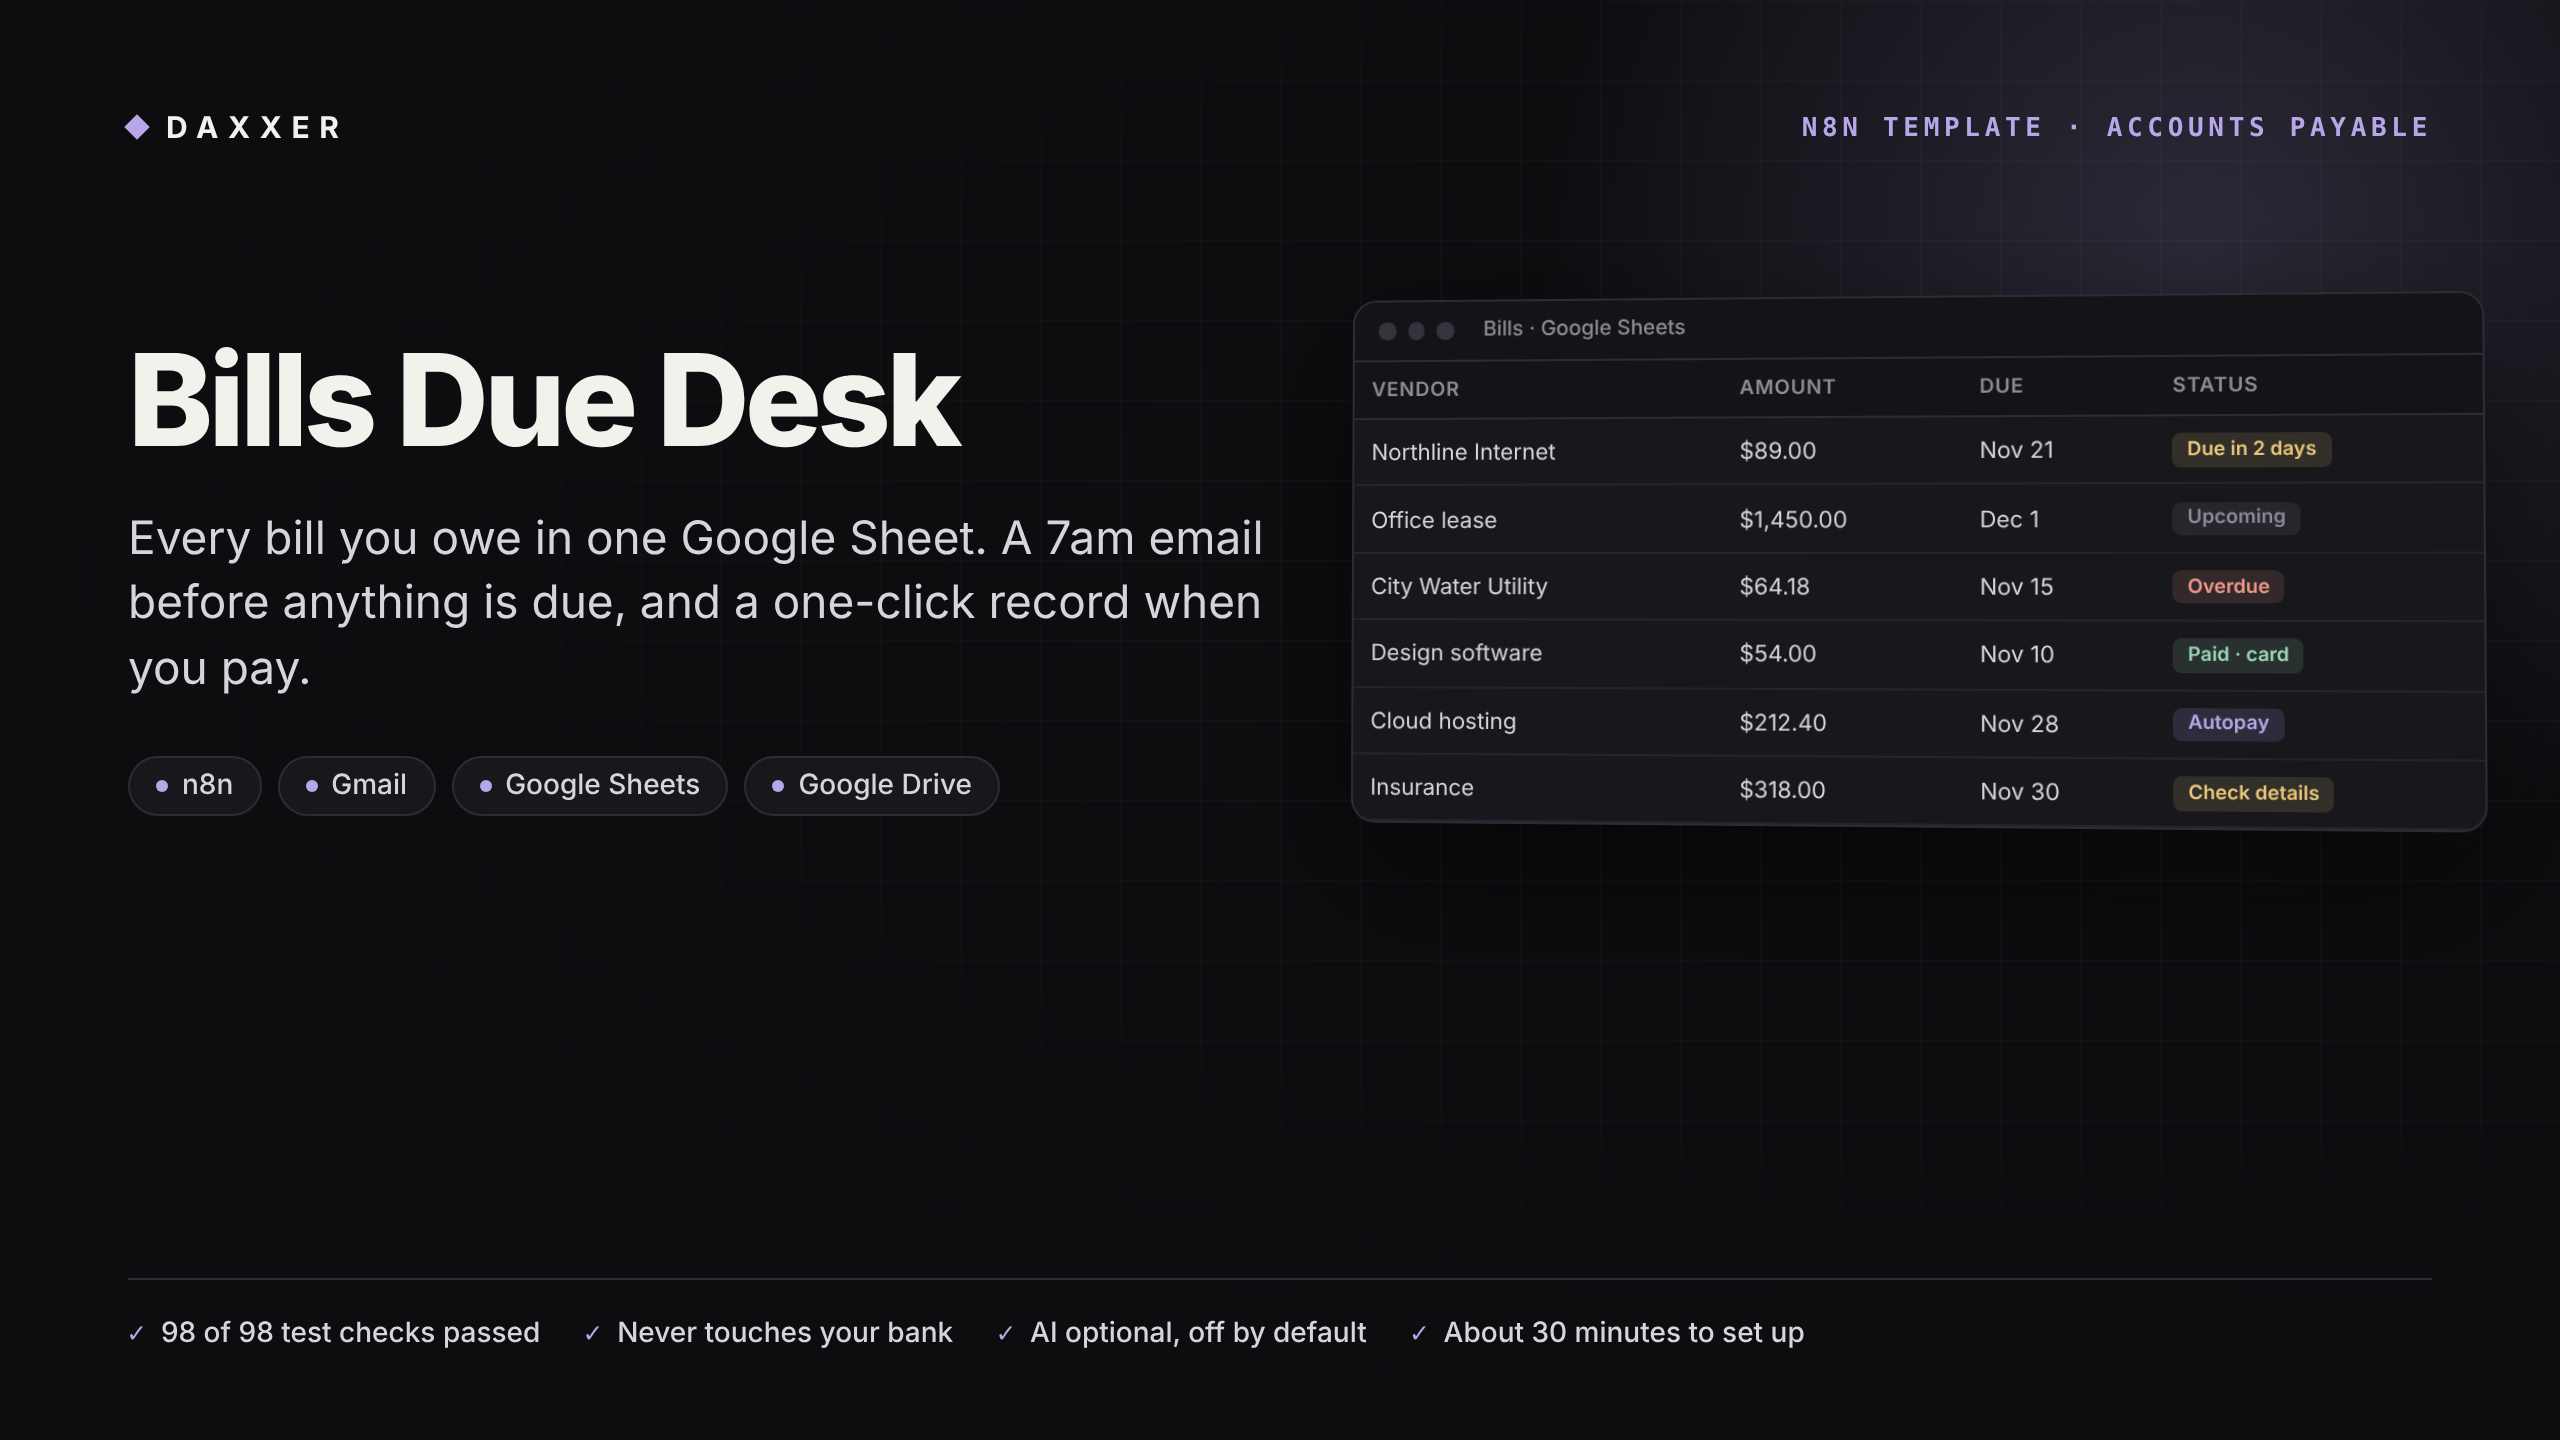 DAXXER
N8N TEMPLATE · ACCOUNTS PAYABLE
Bills Due Desk
Every bill you owe in one Google Sheet. A 7am email
before anything is due, and a one-click record when
you pay.
n8n Gmail Google Sheets Google Drive
Bills · Google Sheets
VENDOR AMOUNT DUE STATUS
Northline Internet $89.00 Nov 21 Due in 2 days
Office lease $1,450.00 Dec 1 Upcoming
City Water Utility $64.18 Nov 15 Overdue
Design software $54.00 Nov 10 Paid · card
Cloud hosting $212.40 Nov 28 Autopay
Insurance $318.00 Nov 30 Check details
✓ 98 of 98 test checks passed ✓ Never touches your bank ✓ AI optional, off by default ✓ About 30 minutes to set up